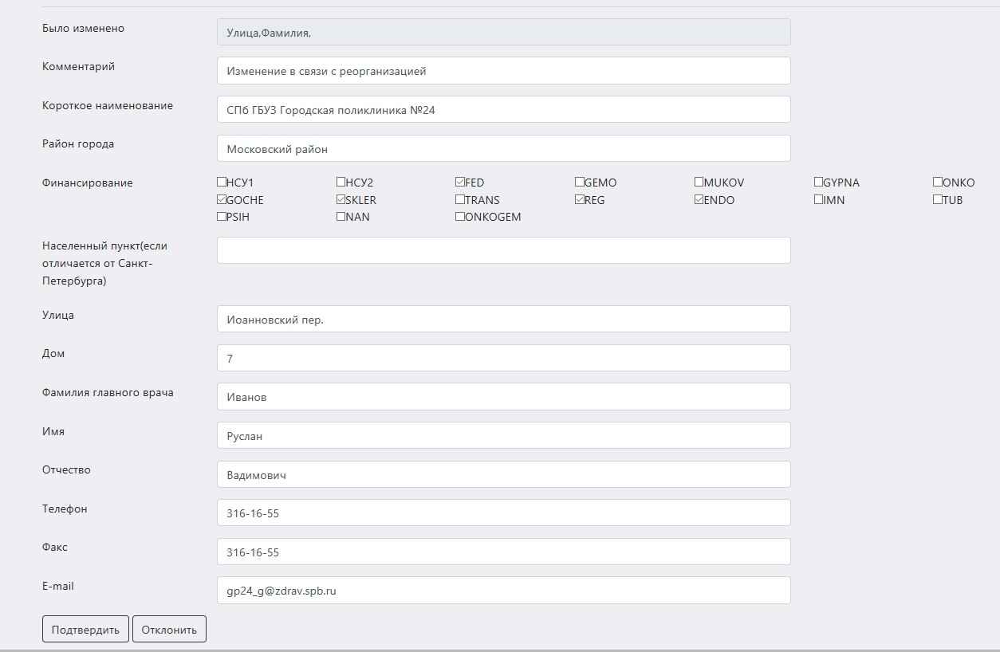 Было изменено Улица,Фамилия,
Комментарий Изменение в связи с реорганизацией
Короткое наименование СПб ГБУЗ Городская поликлиника №24
Район города Московский район
Финансирование НСУ1 НСУ2 FED GEMO MUKOV GYPNA ONKO
GOCHE SKLER TRANS REG ENDO IMN TUB
PSIH NAN ONKOGEM
Населенный пункт(если
отличается от Санкт-
Петербурга)
Улица Иоанновский пер.
Дом 7
Фамилия главного врача Иванов
Имя Руслан
Отчество Вадимович
Телефон 316-16-55
Факс 316-16-55
E-mail gp24_g@zdrav.spb.ru
Подтвердить Отклонить